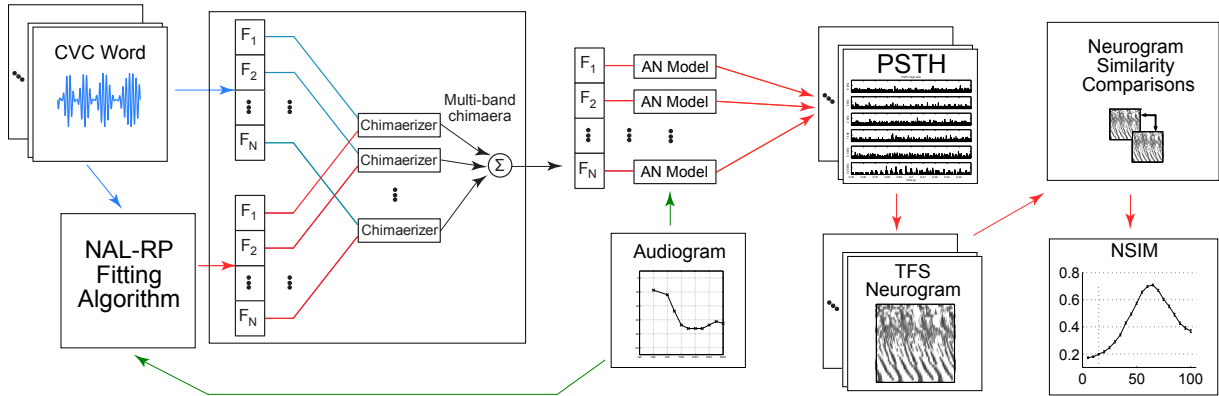 CVC Word
NAL-RP
Fitting
Algorithm
F1
F2
FN
F1
F2
FN
Chimaerizer
Chimaerizer
Chimaerizer
Multi-band
chimaera
Σ
F1
F2
FN
AN Model
AN Model
AN Model
Audiogram
PSTH
TFS
Neurogram
Neurogram
Similarity
Comparisons
NSIM
0.8
0.6
0.4
0.2
0
50
100